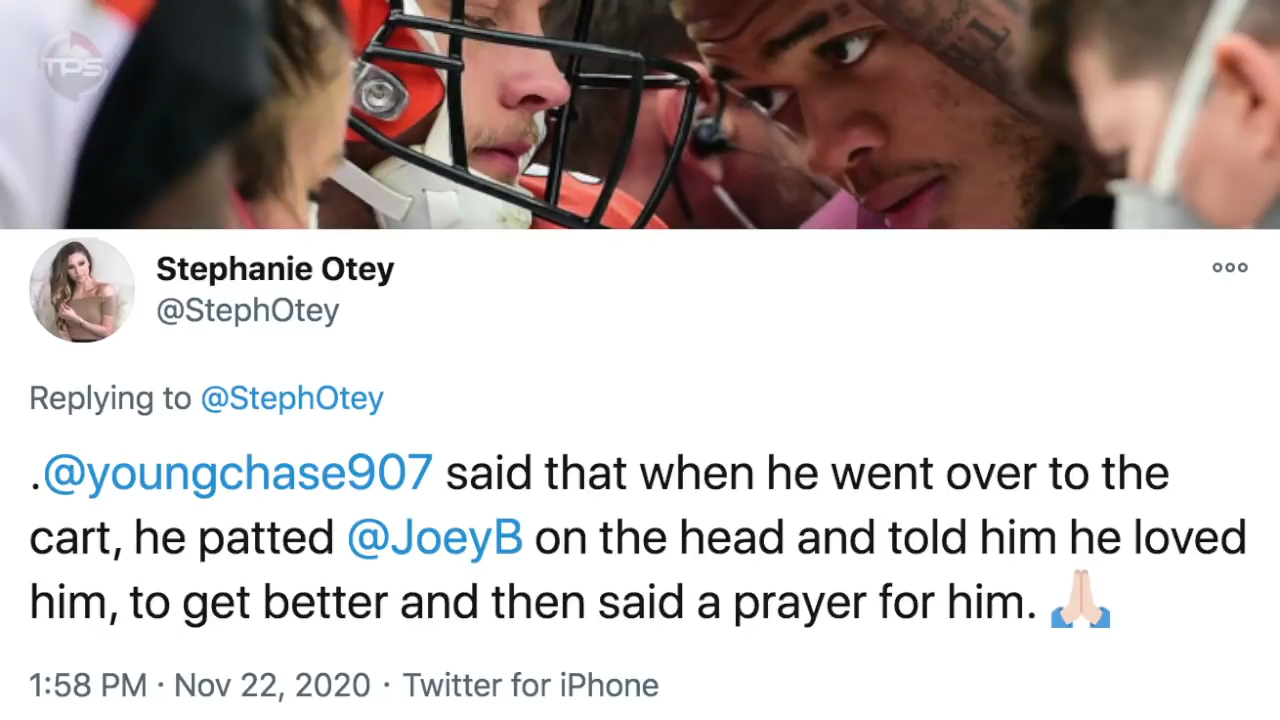 TPS
Stephanie Otey
@StephOtey
Replying to @StephOtey
.@youngchase907 said that when he went over to the
cart, he patted @JoeyB on the head and told him he loved
him, to get better and then said a prayer for him. 🙏🏻
1:58 PM · Nov 22, 2020 · Twitter for iPhone